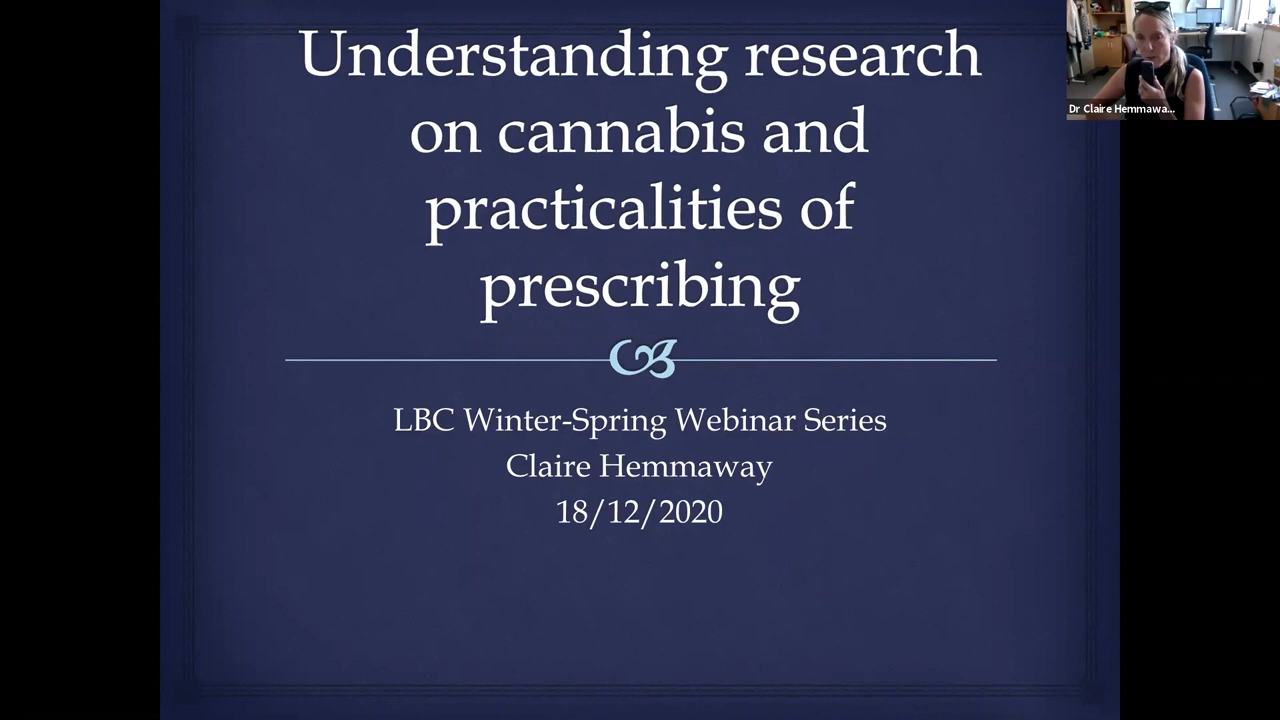 Understanding research
on cannabis and
practicalities of
prescribing
LBC Winter-Spring Webinar Series
Claire Hemmaway
18/12/2020
Dr Claire Hemmawa...